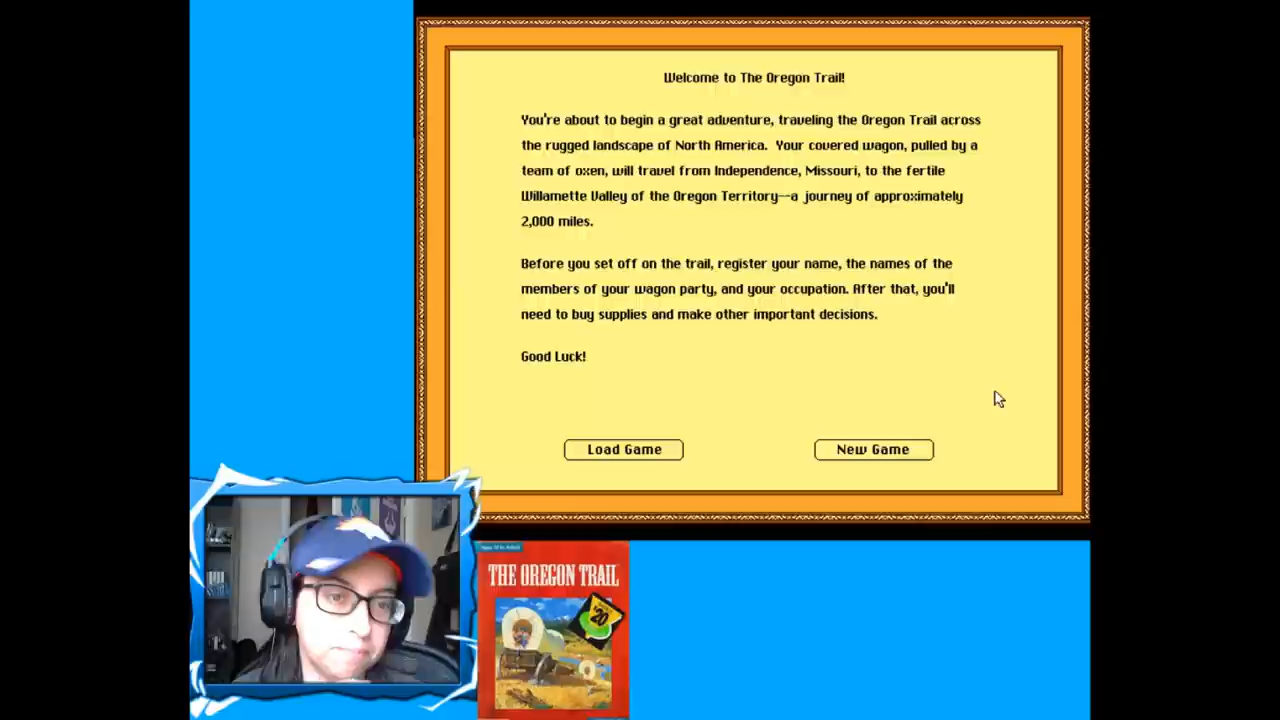 Welcome to The Oregon Trail!
You're about to begin a great adventure, traveling the Oregon Trail across
the rugged landscape of North America. Your covered wagon, pulled by a
team of oxen, will travel from Independence, Missouri, to the fertile
Willamette Valley of the Oregon Territory--a journey of approximately
2,000 miles.
Before you set off on the trail, register your name, the names of the
members of your wagon party, and your occupation. After that, you'll
need to buy supplies and make other important decisions.
Good Luck!
Load Game
New Game
THE OREGON TRAIL
$20